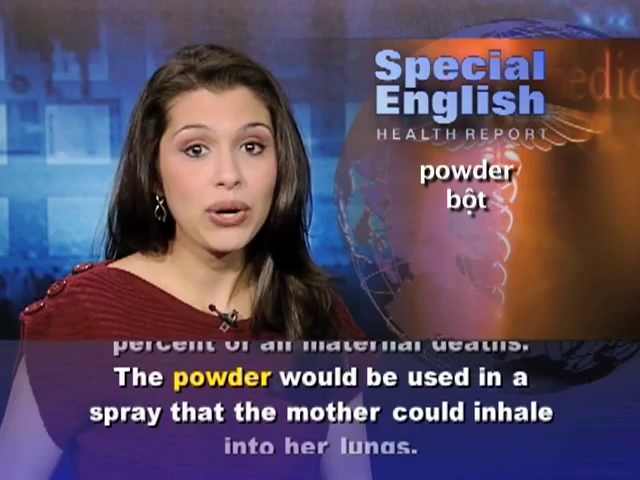 Special
English
HEALTH REPORT
edic
powder
bột
percent of all maternal deaths.
The powder would be used in a
spray that the mother could inhale
into her lungs.